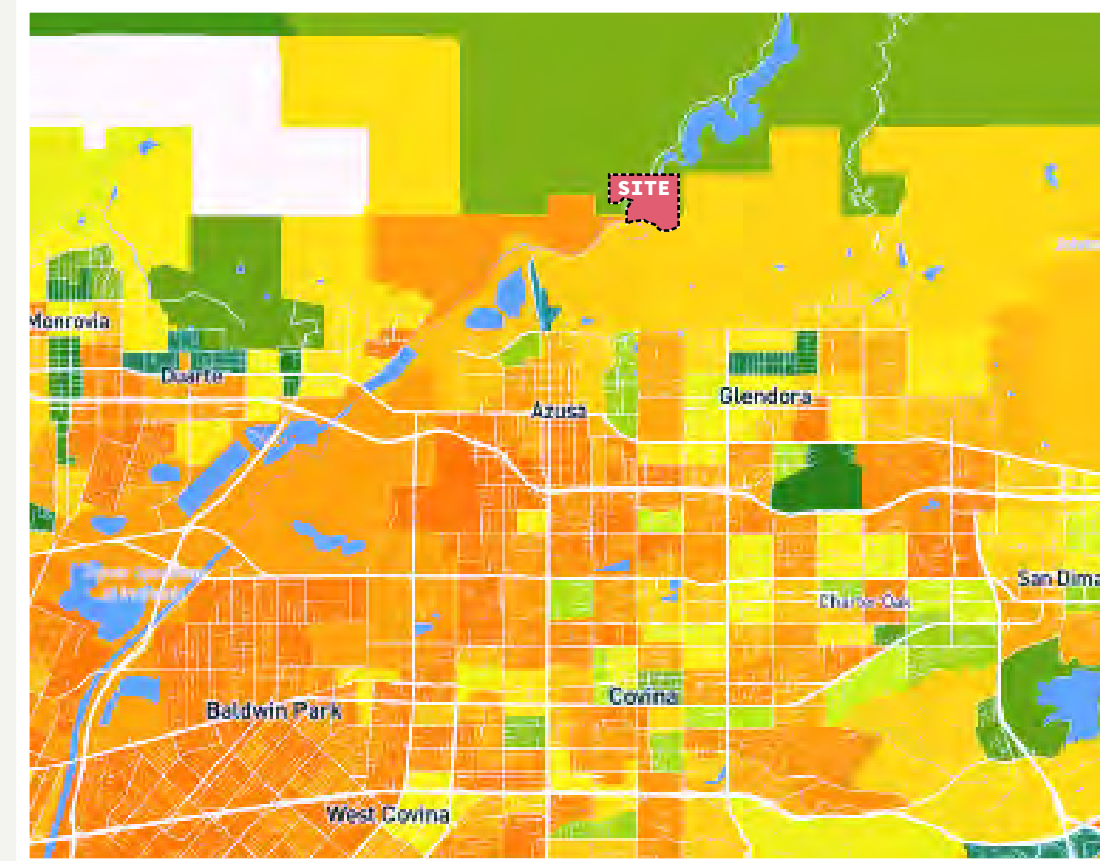 SITE
Monrovia
Duarte
Glendora
Azusa
San Dima
Charter Oak
Covina
Baldwin Park
West Covina